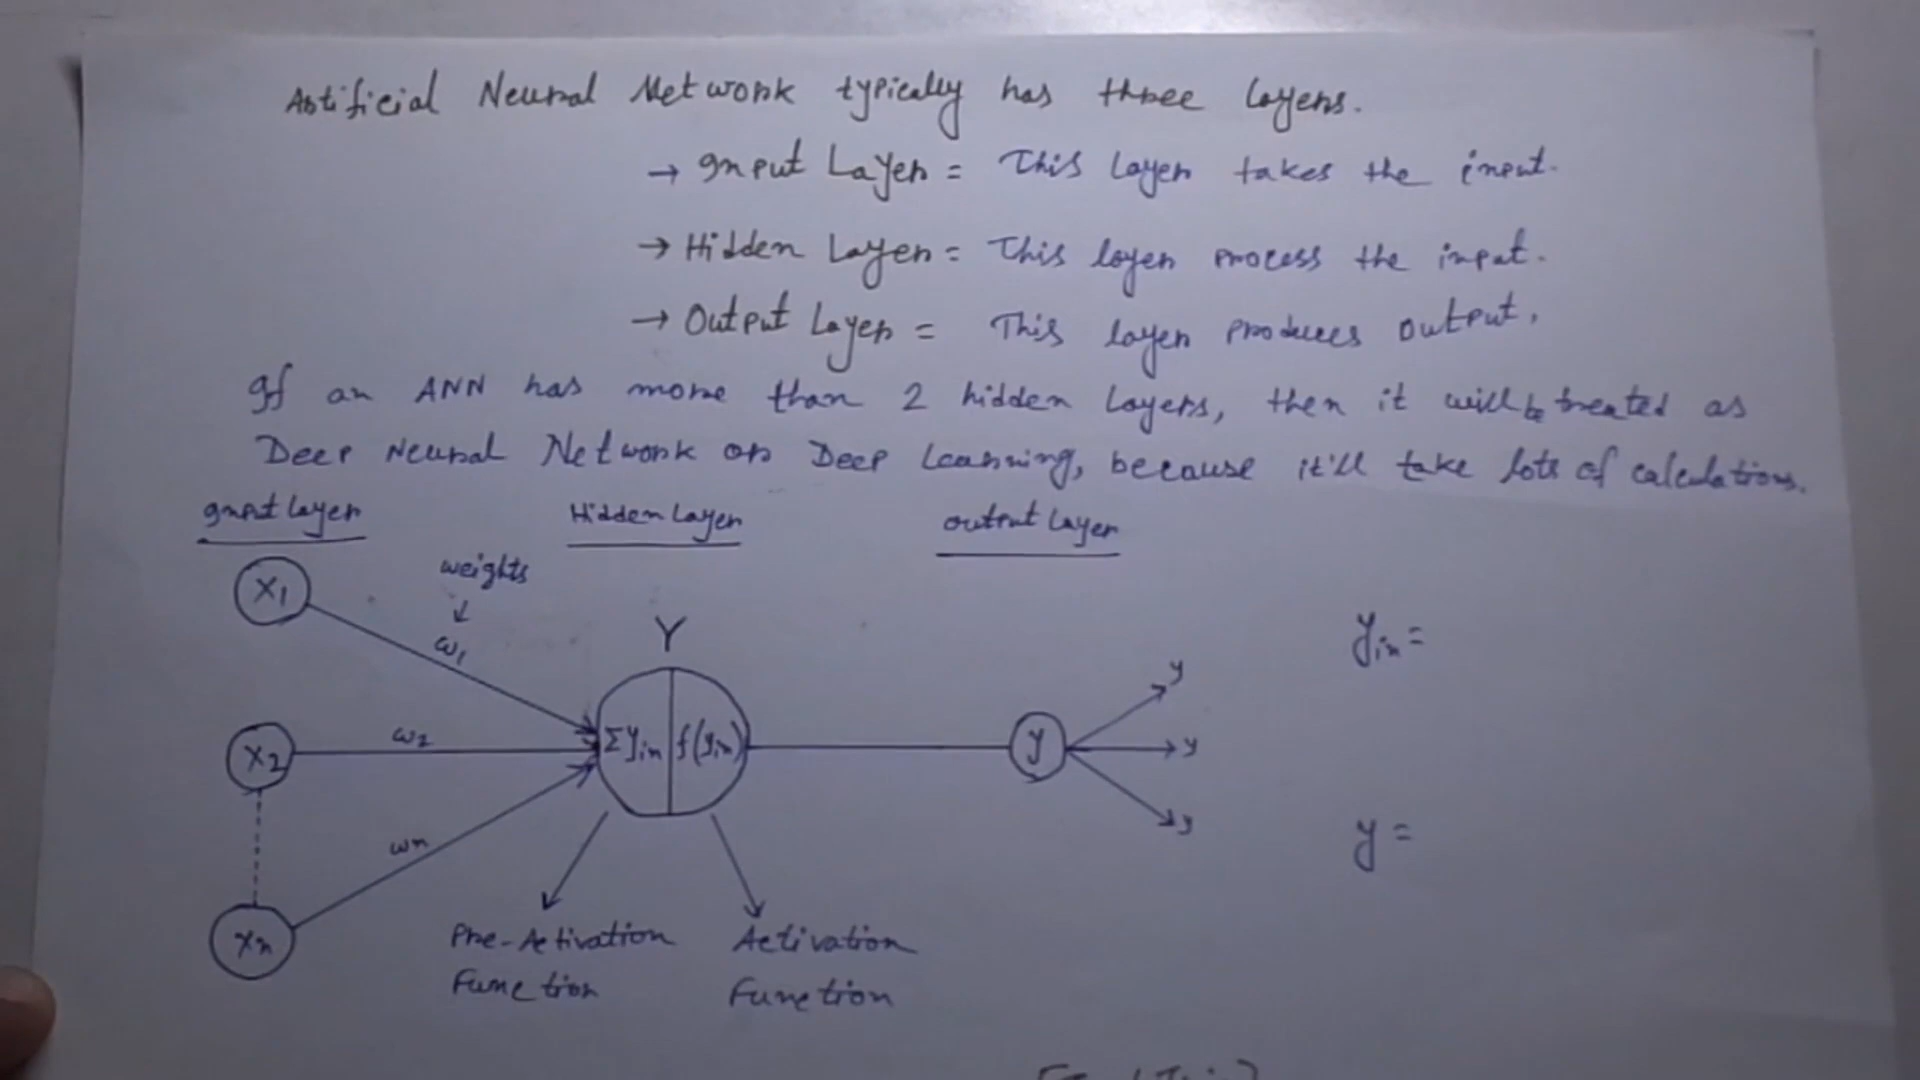 Artificial Neural Network typically has three layers.
→ Input Layer = This layer takes the input.
→ Hidden Layer = This layer process the input.
→ Output Layer = This layer produces output.
If an ANN has more than 2 hidden layers, then it will be treated as
Deep Neural Network or Deep Learning, because it'll take lots of calculations.
Input Layer Hidden Layer output Layer
weights
↓
X1 w1 Y
y
yin =
X2 w2 Σyin f(yin) y y
y
wn y =
Xn
Pre-Activation Activation
Function Function